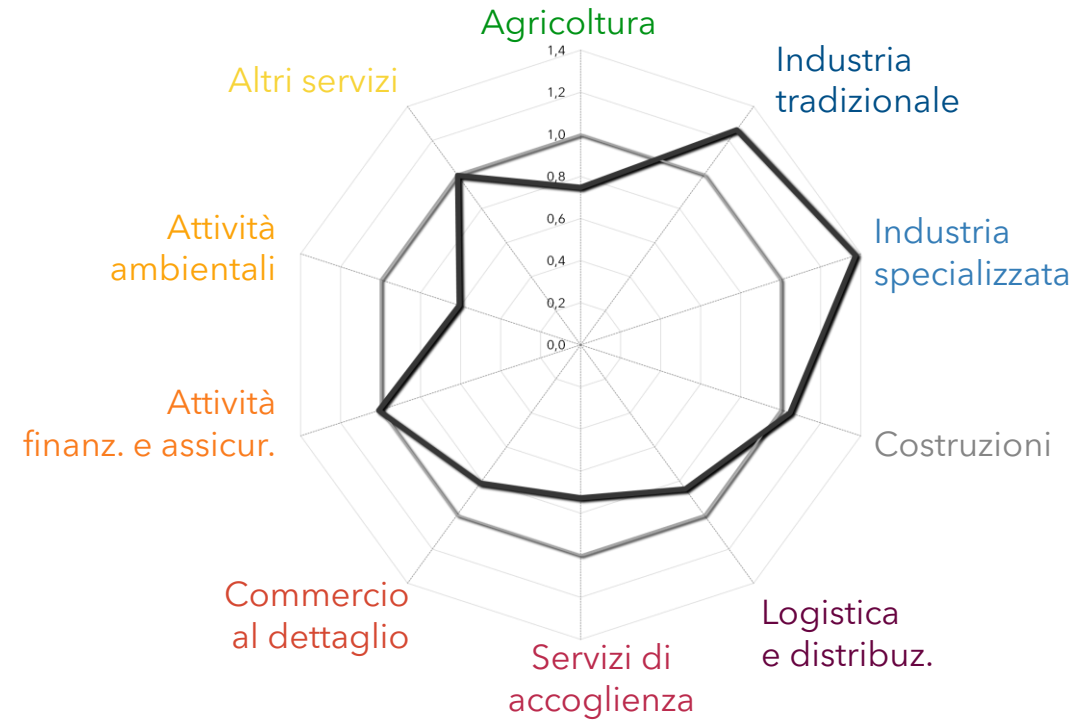 Agricoltura
1,4
1,2
1,0
0,8
0,6
0,4
0,2
0,0
Industria
tradizionale
Industria
specializzata
Costruzioni
Logistica
e distribuz.
Servizi di
accoglienza
Commercio
al dettaglio
Attività
finanz. e assicur.
Attività
ambientali
Altri servizi